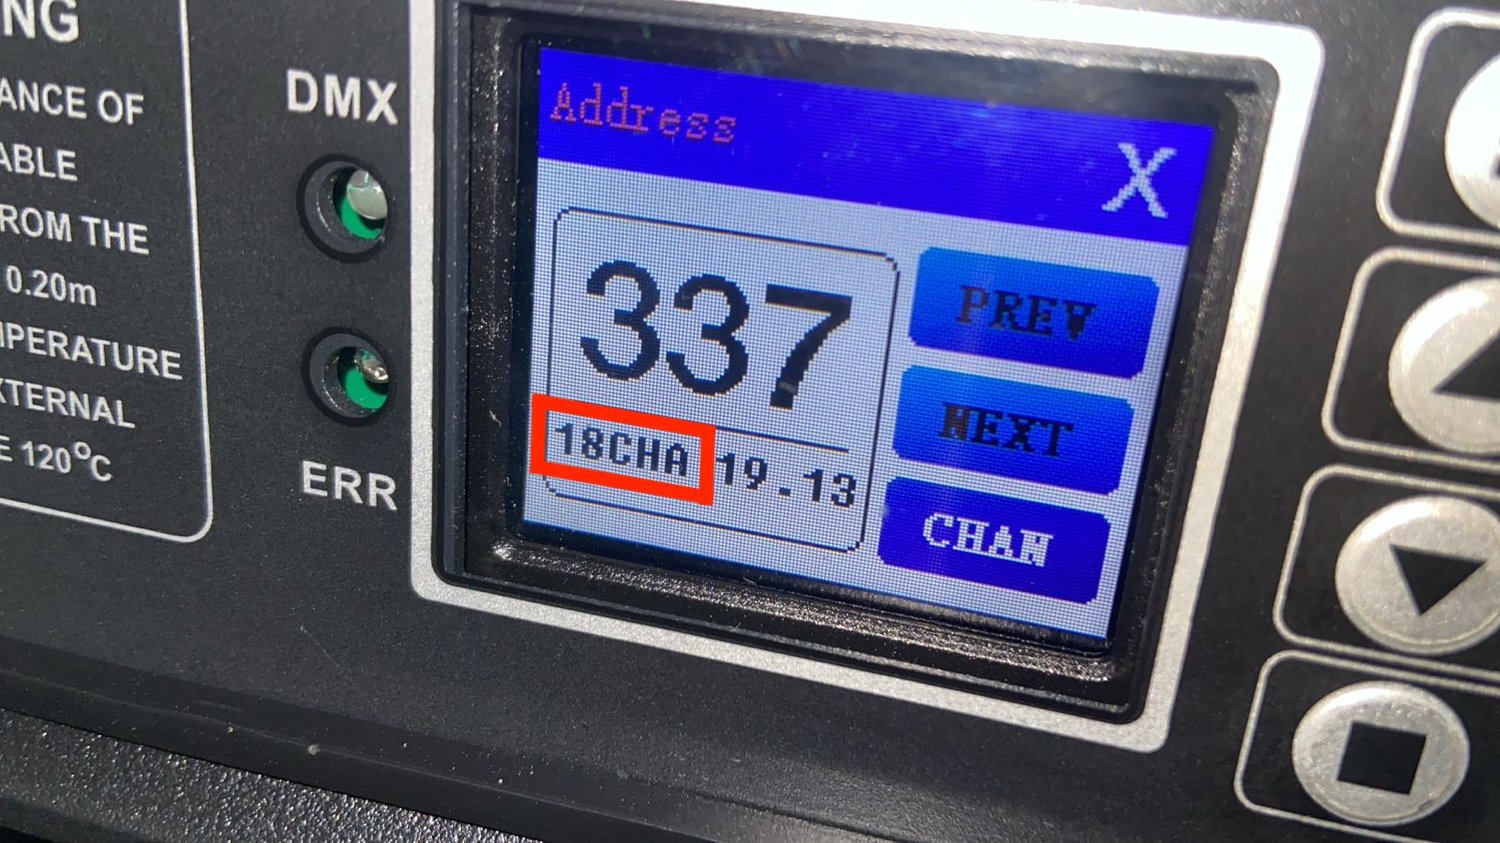 NG
ANCE OF
ABLE
ROM THE
0.20m
MPERATURE
XTERNAL
E 120°C
DMX
ERR
Address
X
337
18CHA 19.13
PREV
NEXT
CHAN